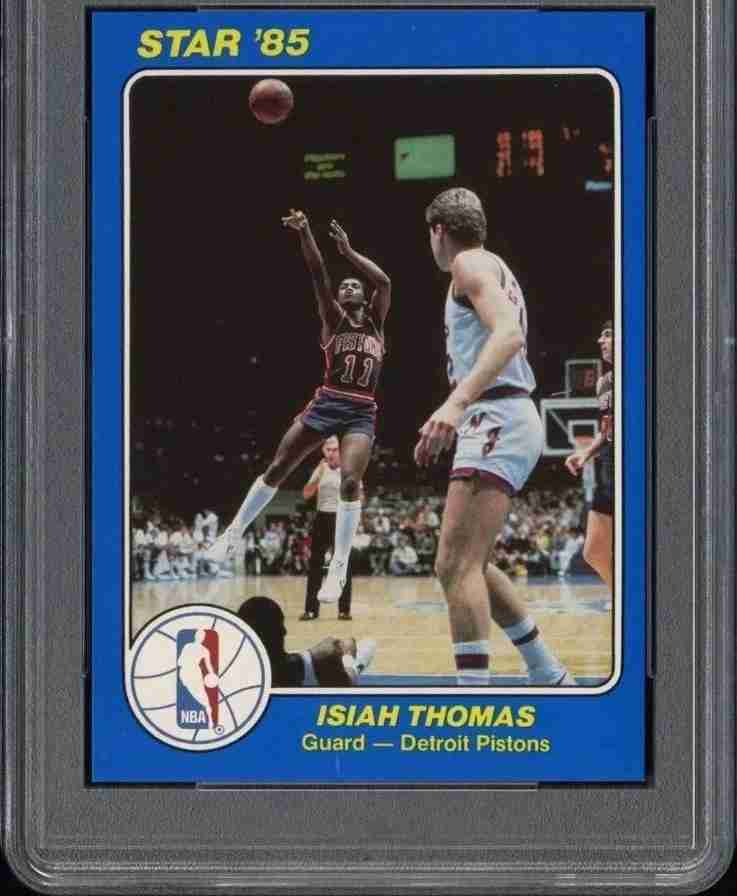 STAR '85
PISTONS
11
NBA
ISIAH THOMAS
Guard — Detroit Pistons